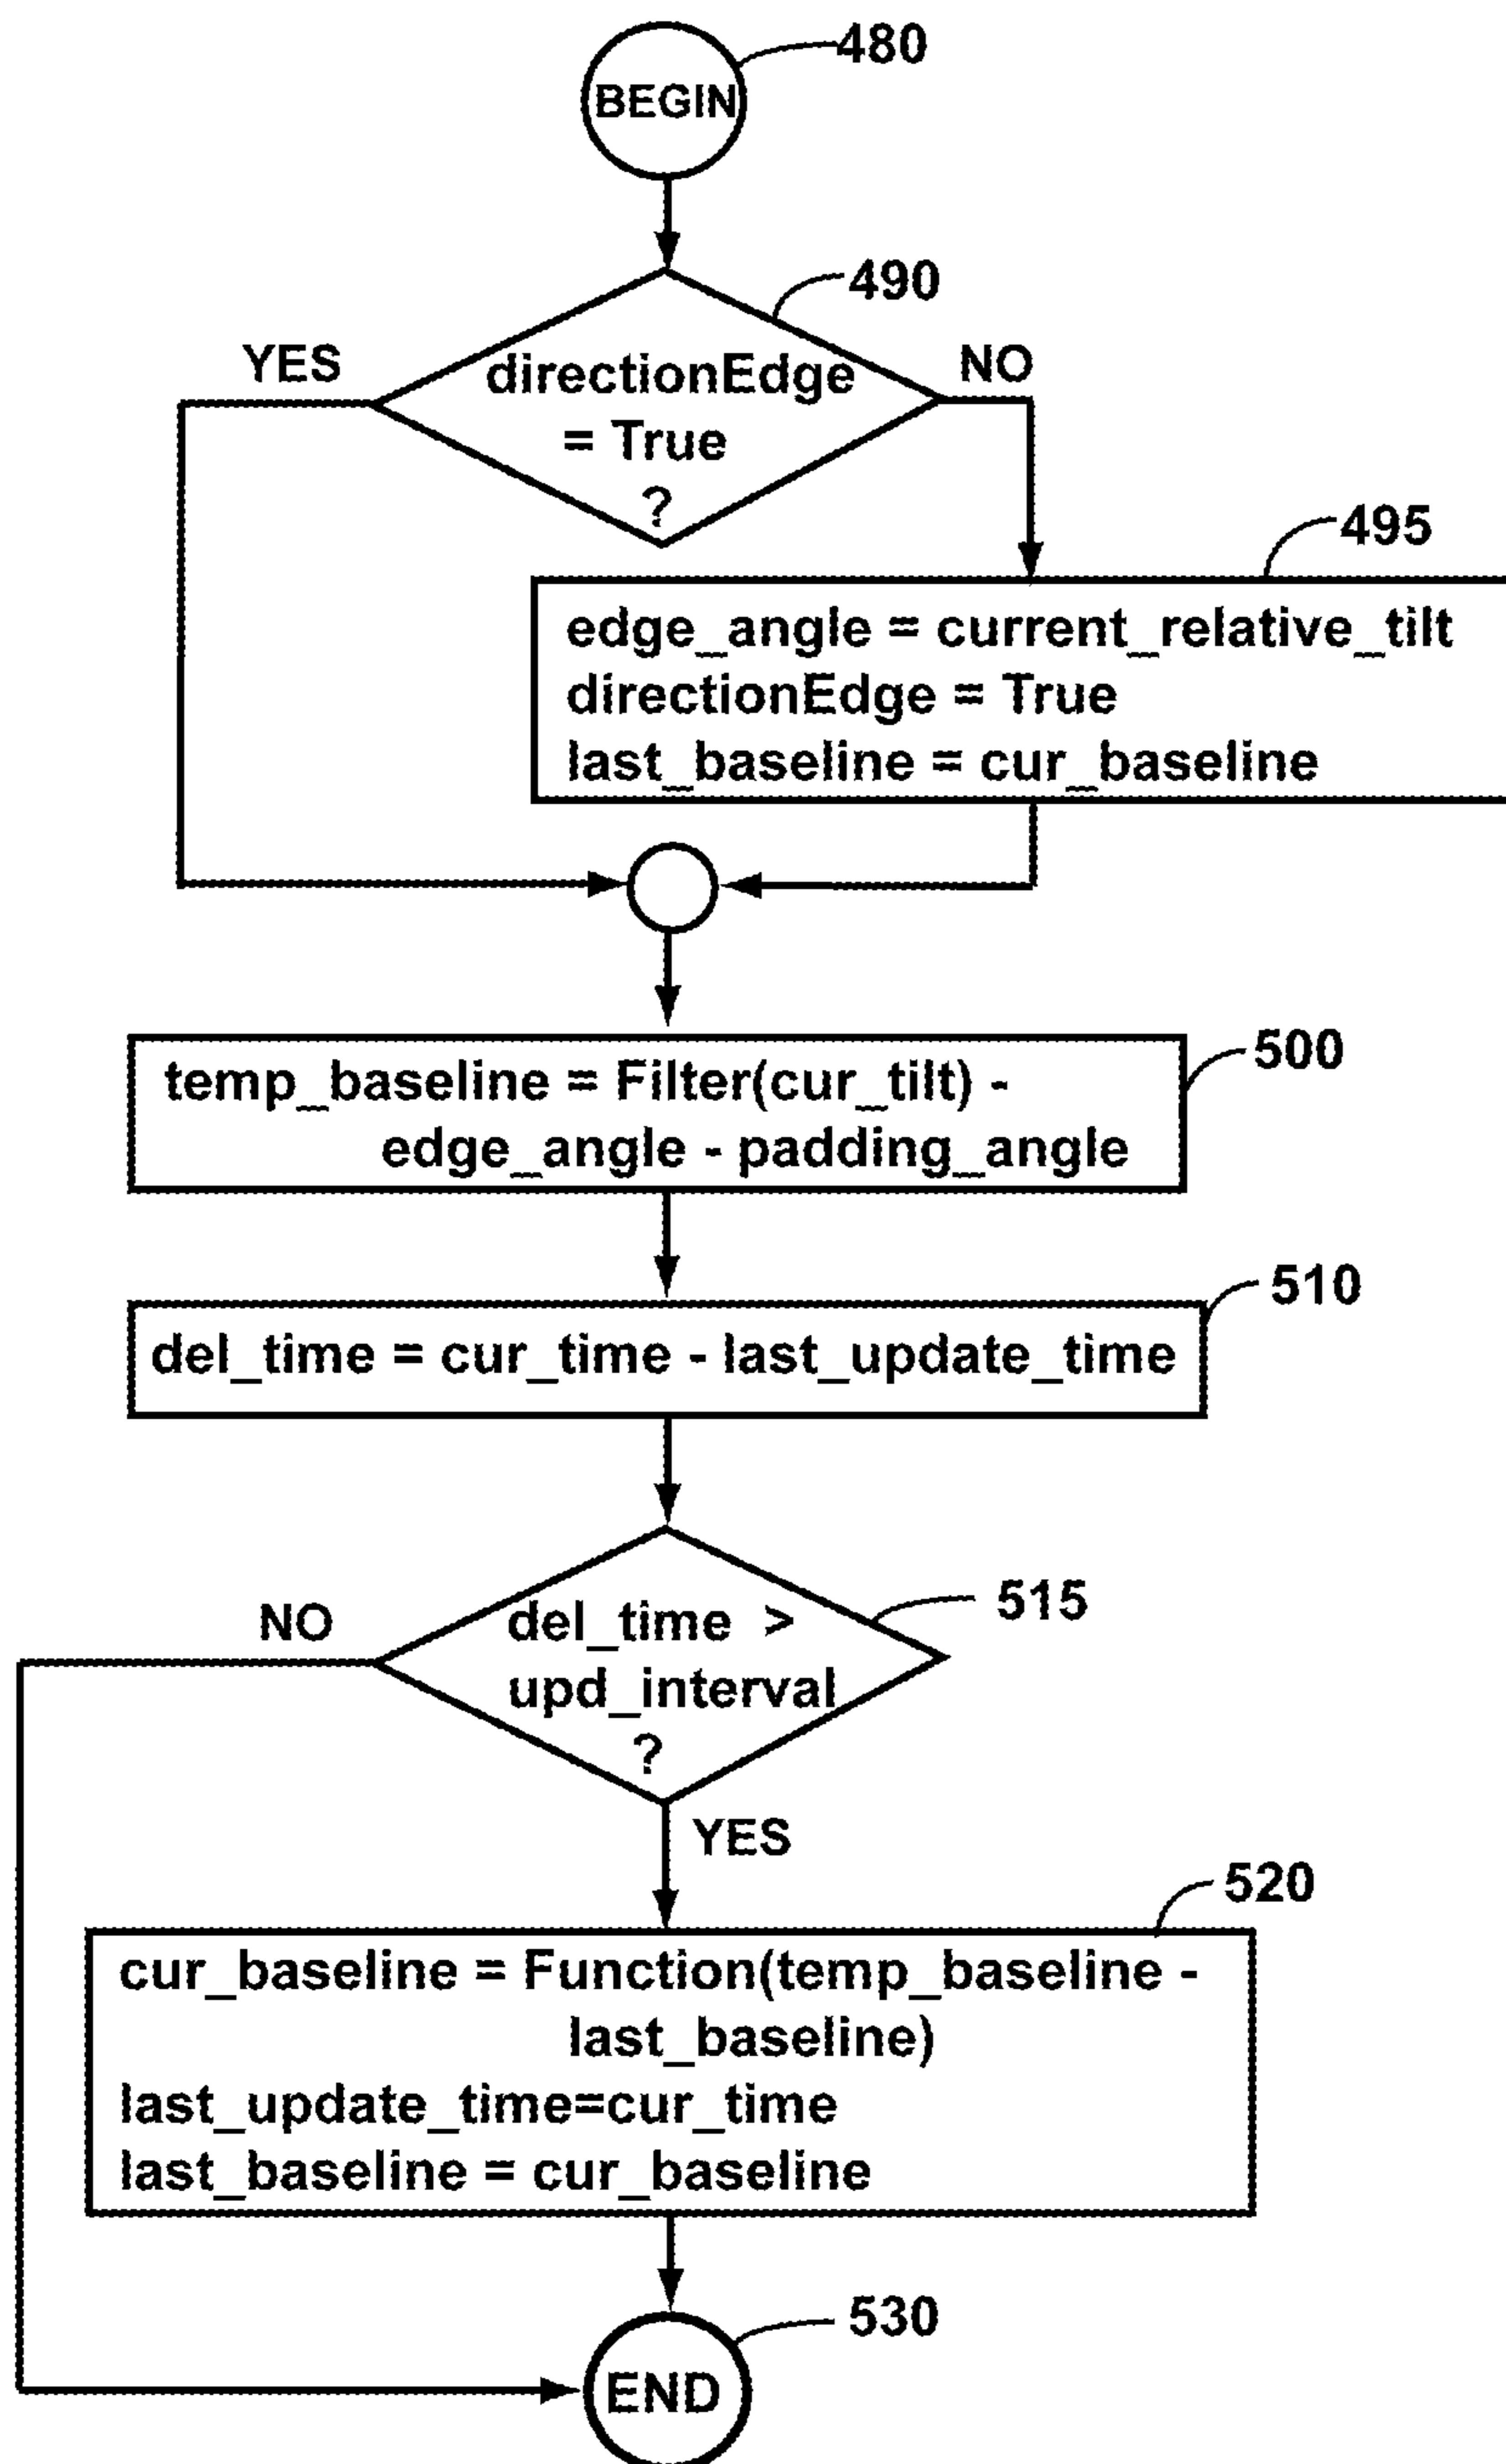 480
BEGIN
490
YES
NO
directionEdge
= True
?
495
edge_angle = current_relative_tilt
directionEdge = True
last_baseline = cur_baseline
500
temp_baseline = Filter(cur_tilt) -
edge_angle - padding_angle
510
del_time = cur_time - last_update_time
515
NO
del_time >
upd_interval
?
YES
520
cur_baseline = Function(temp_baseline -
last_baseline)
last_update_time=cur_time
last_baseline = cur_baseline
530
END